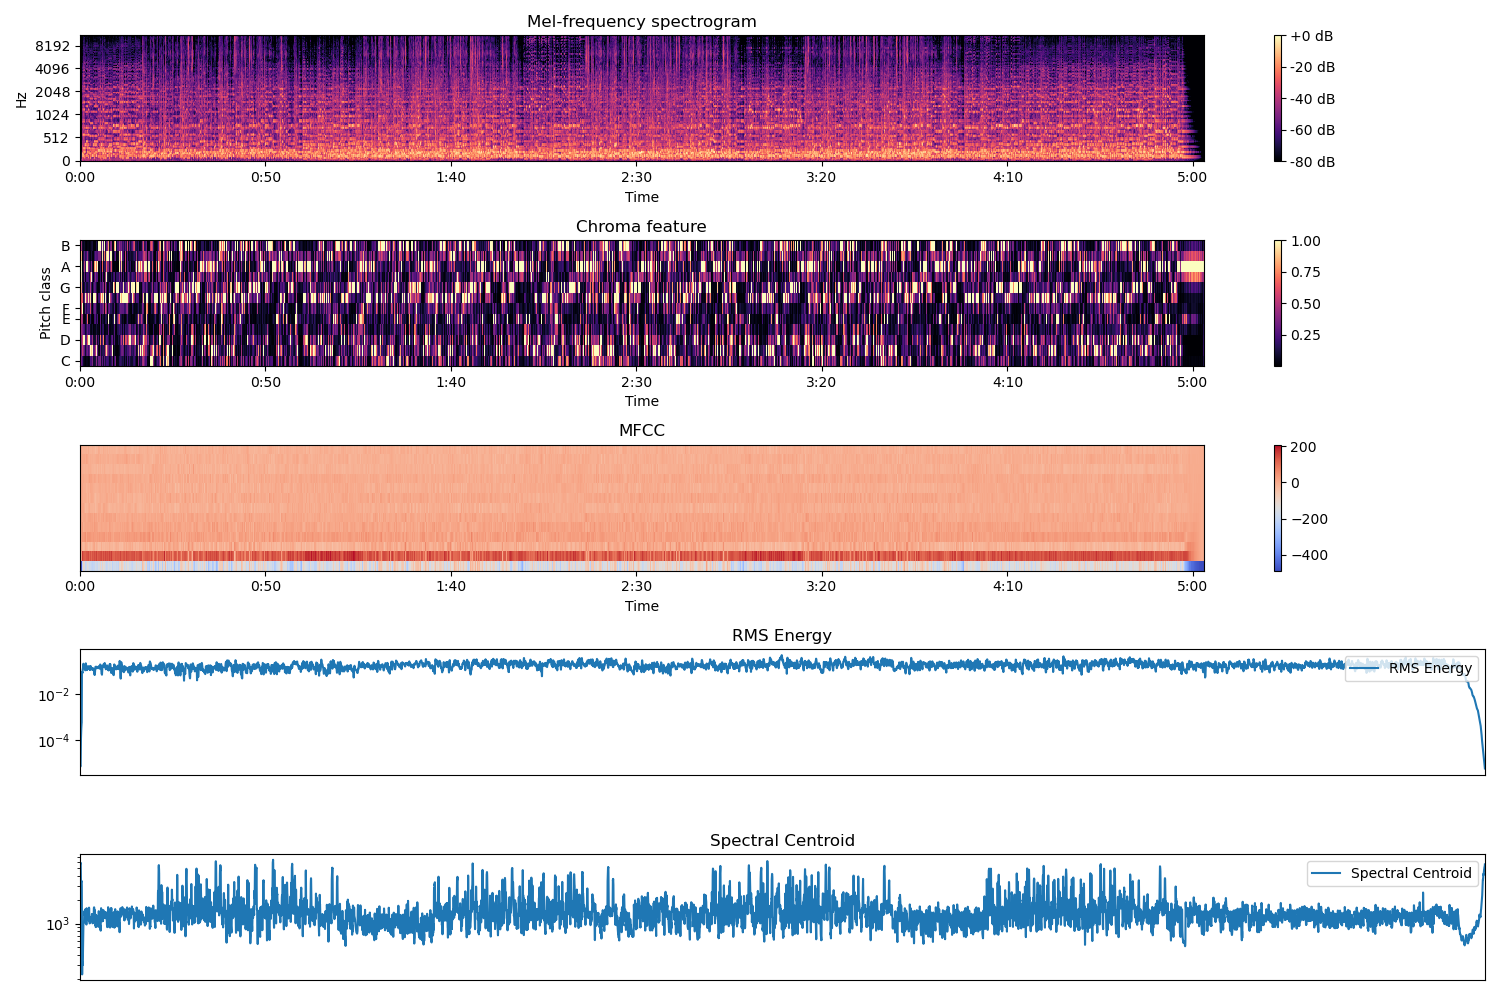 Mel-frequency spectrogram
8192
4096
2048
1024
512
0
Hz
0:00 0:50 1:40 2:30 3:20 4:10 5:00
Time
+0 dB
-20 dB
-40 dB
-60 dB
-80 dB
Chroma feature
B
A
G
F
E
D
C
Pitch class
0:00 0:50 1:40 2:30 3:20 4:10 5:00
Time
1.00
0.75
0.50
0.25
MFCC
0:00 0:50 1:40 2:30 3:20 4:10 5:00
Time
200
0
−200
−400
RMS Energy
10⁻²
10⁻⁴
RMS Energy
Spectral Centroid
10³
Spectral Centroid